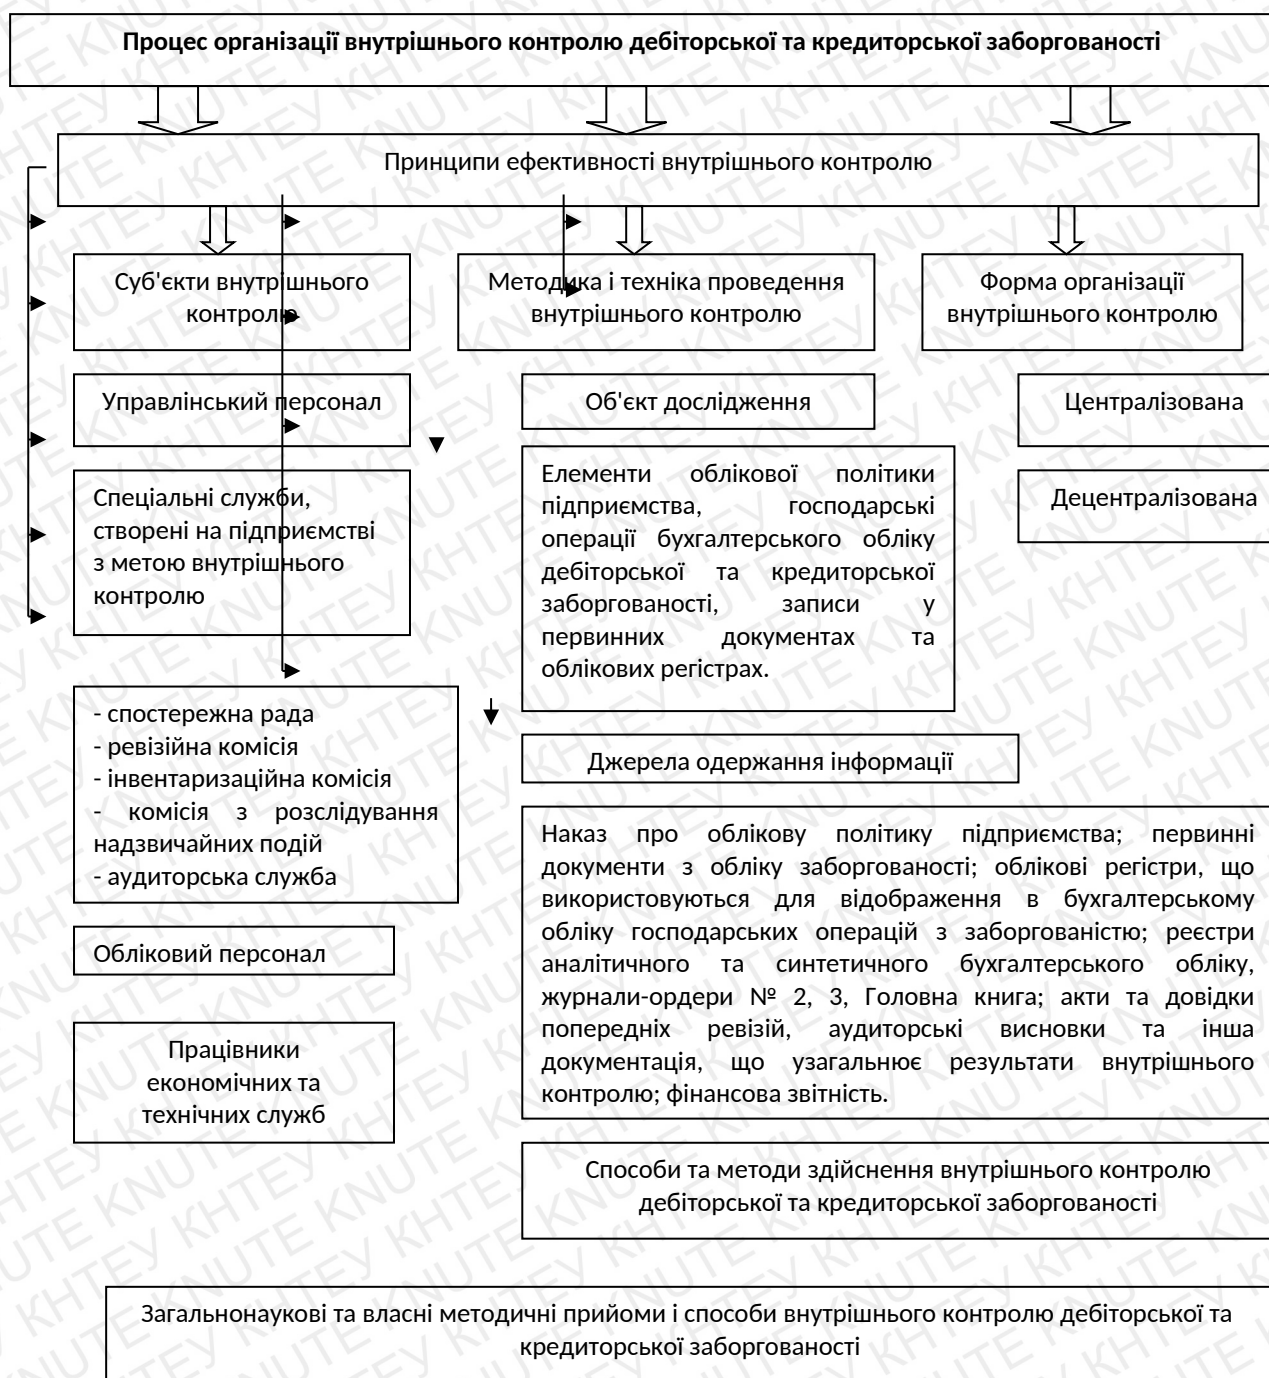 Процес організації внутрішнього контролю дебіторської та кредиторської заборгованості
Принципи ефективності внутрішнього контролю
Суб'єкти внутрішнього
контролю
Методика і техніка проведення
внутрішнього контролю
Форма організації
внутрішнього контролю
Управлінський персонал
Об'єкт дослідження
Централізована
Спеціальні служби,
створені на підприємстві
з метою внутрішнього
контролю
Елементи облікової політики
підприємства, господарські
операції бухгалтерського обліку
дебіторської та кредиторської
заборгованості, записи у
первинних документах та
облікових регістрах.
Децентралізована
- спостережна рада
- ревізійна комісія
- інвентаризаційна комісія
- комісія з розслідування
надзвичайних подій
- аудиторська служба
Джерела одержання інформації
Наказ про облікову політику підприємства; первинні
документи з обліку заборгованості; облікові регістри, що
використовуються для відображення в бухгалтерському
обліку господарських операцій з заборгованістю; реєстри
аналітичного та синтетичного бухгалтерського обліку,
журнали-ордери № 2, 3, Головна книга; акти та довідки
попередніх ревізій, аудиторські висновки та інша
документація, що узагальнює результати внутрішнього
контролю; фінансова звітність.
Обліковий персонал
Працівники
економічних та
технічних служб
Способи та методи здійснення внутрішнього контролю
дебіторської та кредиторської заборгованості
Загальнонаукові та власні методичні прийоми і способи внутрішнього контролю дебіторської та
кредиторської заборгованості